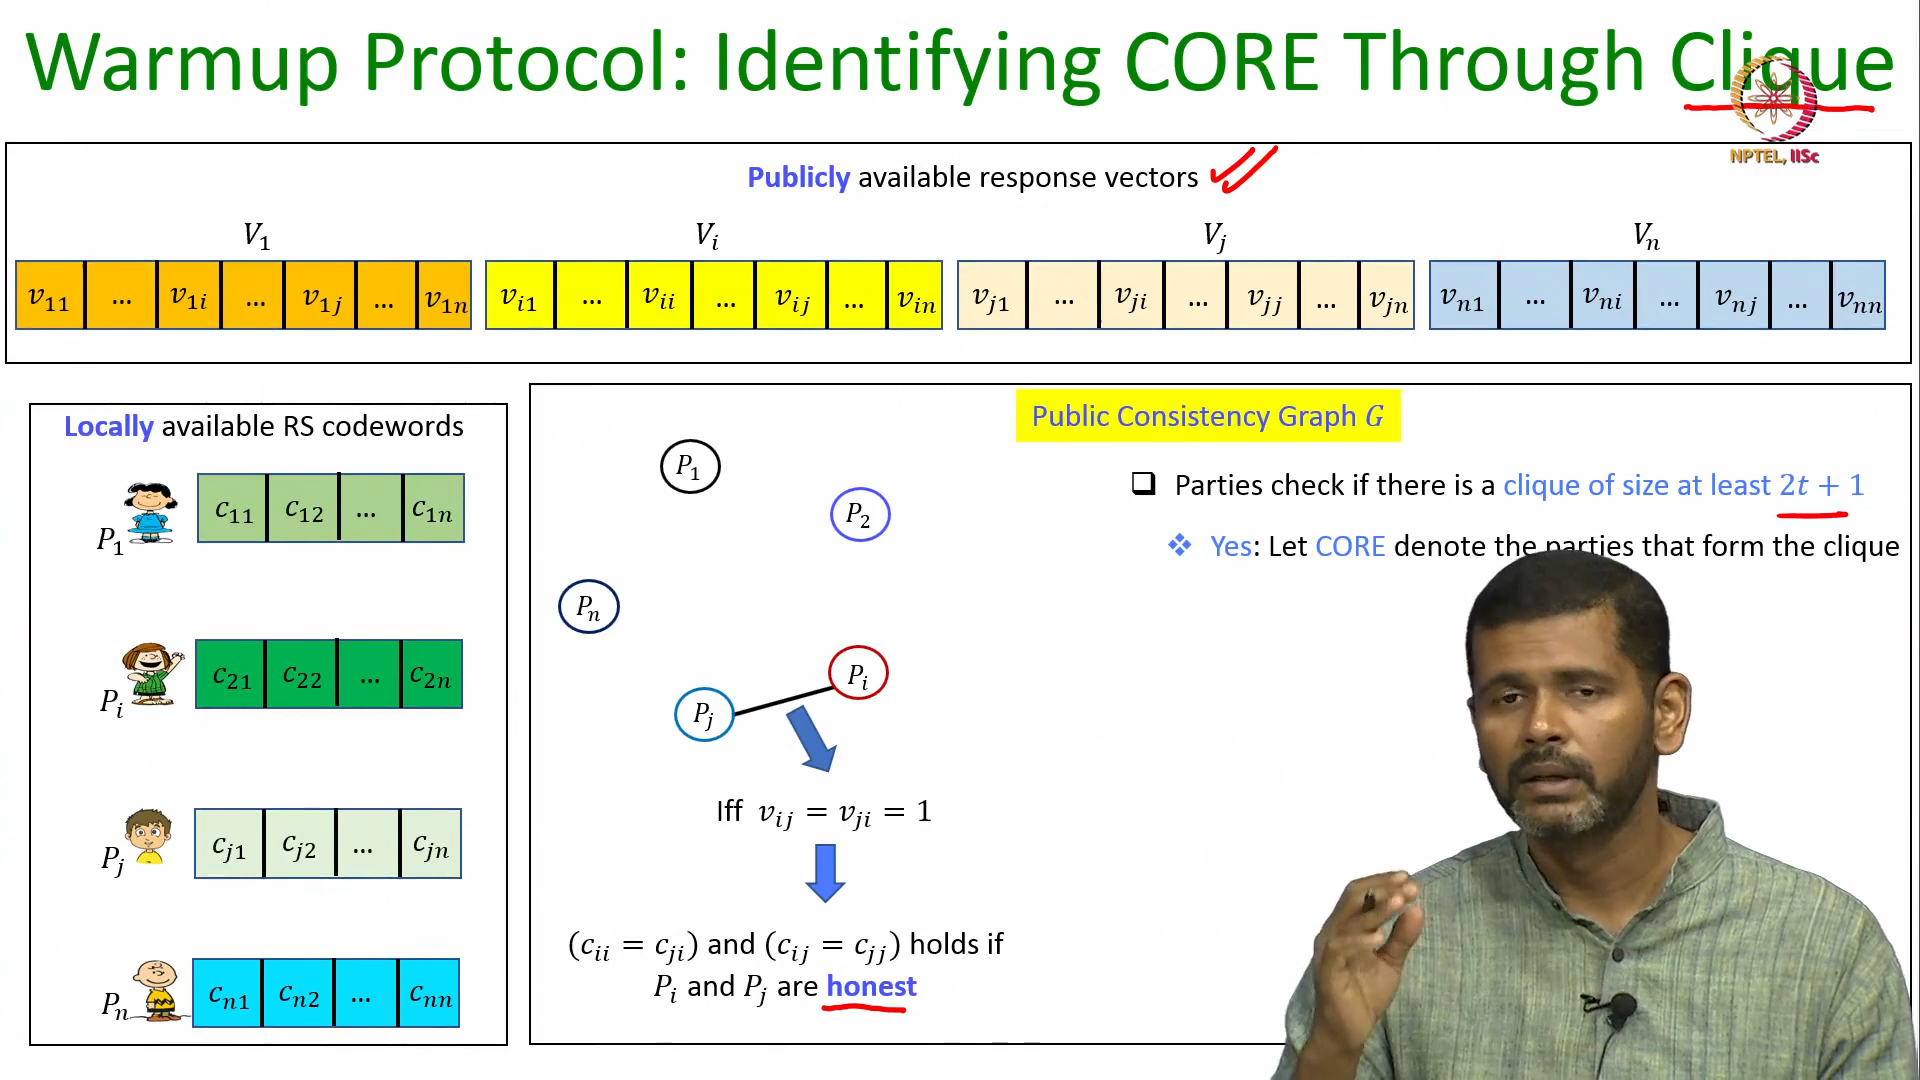 Warmup Protocol: Identifying CORE Through Clique
NPTEL, IISc
Publicly available response vectors
V₁ Vᵢ Vⱼ Vₙ
v₁₁ ... v₁ᵢ ... v₁ⱼ ... v₁ₙ
vᵢ₁ ... vᵢᵢ ... vᵢⱼ ... vᵢₙ
vⱼ₁ ... vⱼᵢ ... vⱼⱼ ... vⱼₙ
vₙ₁ ... vₙᵢ ... vₙⱼ ... vₙₙ
Locally available RS codewords
P₁ c₁₁ c₁₂ ... c₁ₙ
Pᵢ c₂₁ c₂₂ ... c₂ₙ
Pⱼ cⱼ₁ cⱼ₂ ... cⱼₙ
Pₙ cₙ₁ cₙ₂ ... cₙₙ
Public Consistency Graph G
P₁
P₂
Pₙ
Pᵢ
Pⱼ
Iff vᵢⱼ = vⱼᵢ = 1
(cᵢᵢ = cⱼᵢ) and (cᵢⱼ = cⱼⱼ) holds if
Pᵢ and Pⱼ are honest
Parties check if there is a clique of size at least 2t + 1
Yes: Let CORE denote the parties that form the clique